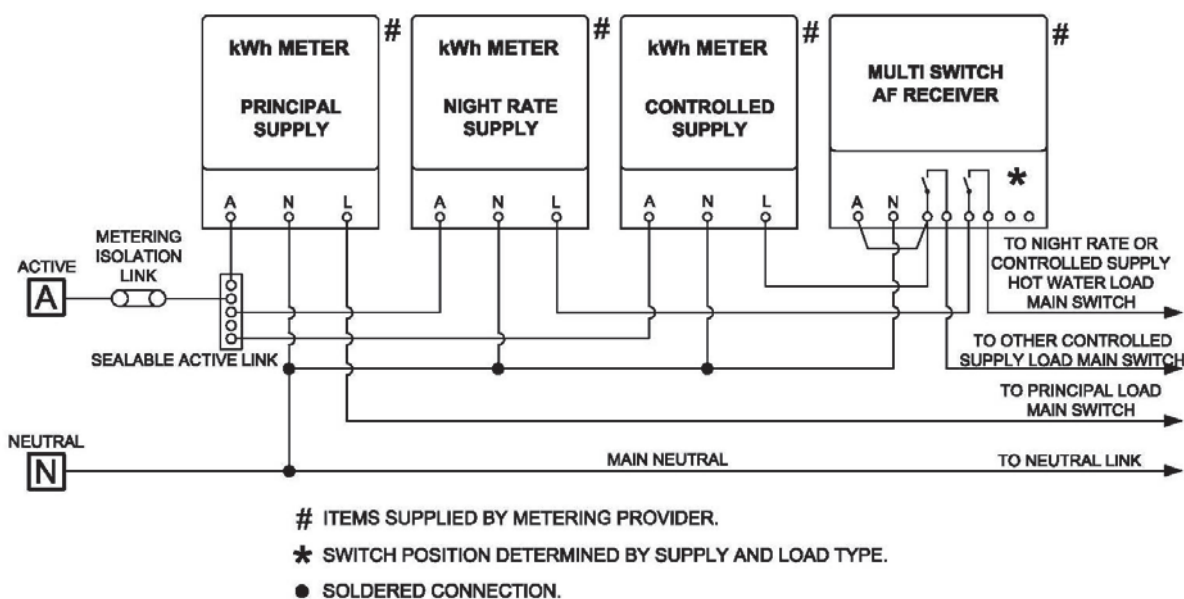 kWh METER
PRINCIPAL
SUPPLY
#
kWh METER
NIGHT RATE
SUPPLY
#
kWh METER
CONTROLLED
SUPPLY
#
MULTI SWITCH
AF RECEIVER
#
A N L
A N L
A N L
A N
*
METERING
ISOLATION
LINK
ACTIVE
A
SEALABLE ACTIVE LINK
TO NIGHT RATE OR
CONTROLLED SUPPLY
HOT WATER LOAD
MAIN SWITCH
TO OTHER CONTROLLED
SUPPLY LOAD MAIN SWITCH
TO PRINCIPAL LOAD
MAIN SWITCH
NEUTRAL
N
MAIN NEUTRAL
TO NEUTRAL LINK
# ITEMS SUPPLIED BY METERING PROVIDER.
* SWITCH POSITION DETERMINED BY SUPPLY AND LOAD TYPE.
● SOLDERED CONNECTION.